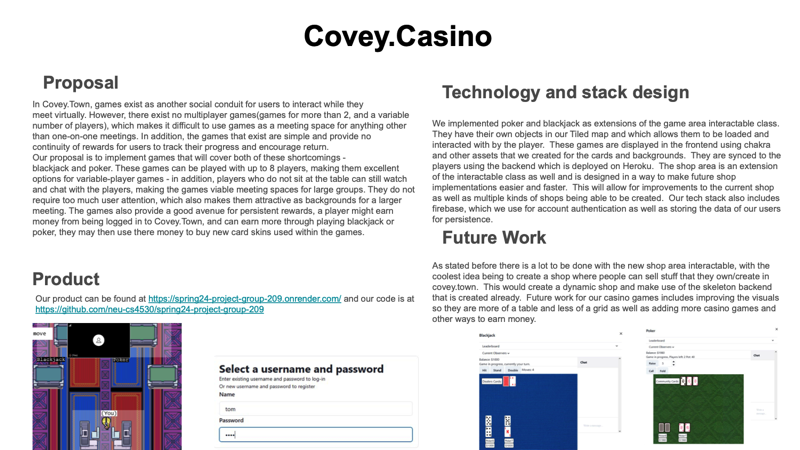 Covey.Casino
Proposal
In Covey.Town, games exist as another social conduit for users to interact while they
meet virtually. However, there exist no multiplayer games(games for more than 2, and a variable
number of players), which makes it difficult to use games as a meeting space for anything other
than one-on-one meetings. In addition, the games that exist are simple and provide no
continuity of rewards for users to track their progress and encourage return.
Our proposal is to implement games that will cover both of these shortcomings -
blackjack and poker. These games can be played with up to 8 players, making them excellent
options for variable-player games - in addition, players who do not sit at the table can still watch
and chat with the players, making the games viable meeting spaces for large groups. They do not
require too much user attention, which also makes them attractive as backgrounds for a larger
meeting. The games also provide a good avenue for persistent rewards, a player might earn
money from being logged in to Covey.Town, and can earn more through playing blackjack or
poker, they may then use there money to buy new card skins used within the games.
Product
Our product can be found at https://spring24-project-group-209.onrender.com/ and our code is at
https://github.com/neu-cs4530/spring24-project-group-209
move
Blackjack
Poker
(You)
Select a username and password
Enter existing username and password to log-in
Or new username and password to register
Name
tom
Password
Technology and stack design
We implemented poker and blackjack as extensions of the game area interactable class.
They have their own objects in our Tiled map and which allows them to be loaded and
interacted with by the player. These games are displayed in the frontend using chakra
and other assets that we created for the cards and backgrounds. They are synced to the
players using the backend which is deployed on Heroku. The shop area is an extension
of the interactable class as well and is designed in a way to make future shop
implementations easier and faster. This will allow for improvements to the current shop
as well as multiple kinds of shops being able to be created. Our tech stack also includes
firebase, which we use for account authentication as well as storing the data of our users
for persistence.
Future Work
As stated before there is a lot to be done with the new shop area interactable, with the
coolest idea being to create a shop where people can sell stuff that they own/create in
covey.town. This would create a dynamic shop and make use of the skeleton backend
that is created already. Future work for our casino games includes improving the visuals
so they are more of a table and less of a grid as well as adding more casino games and
other ways to earn money.
Blackjack
Leaderboard
Current Observers
Chat
Hit
Stand
Double
Poker
Leaderboard
Current Observers
Chat
Raise
Call
Fold